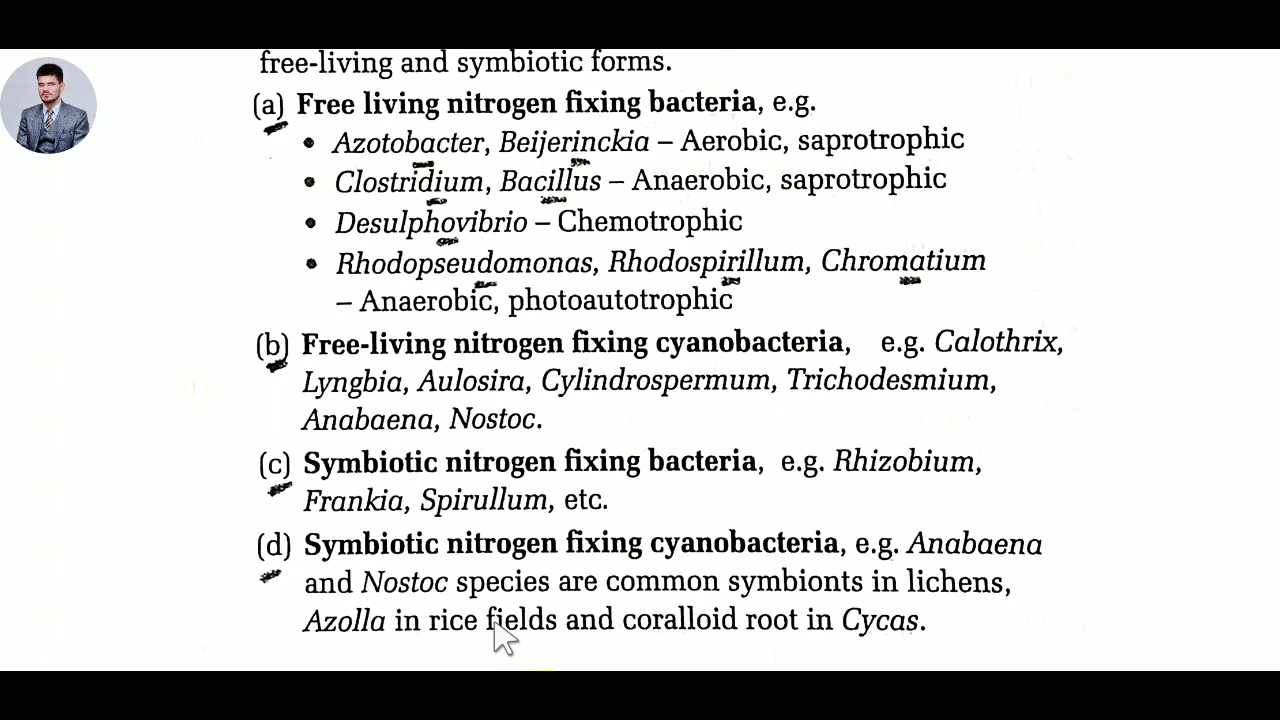 free-living and symbiotic forms.
(a) Free living nitrogen fixing bacteria, e.g.
• Azotobacter, Beijerinckia – Aerobic, saprotrophic
• Clostridium, Bacillus – Anaerobic, saprotrophic
• Desulphovibrio – Chemotrophic
• Rhodopseudomonas, Rhodospirillum, Chromatium
– Anaerobic, photoautotrophic
(b) Free-living nitrogen fixing cyanobacteria, e.g. Calothrix,
Lyngbia, Aulosira, Cylindrospermum, Trichodesmium,
Anabaena, Nostoc.
(c) Symbiotic nitrogen fixing bacteria, e.g. Rhizobium,
Frankia, Spirullum, etc.
(d) Symbiotic nitrogen fixing cyanobacteria, e.g. Anabaena
and Nostoc species are common symbionts in lichens,
Azolla in rice fields and coralloid root in Cycas.